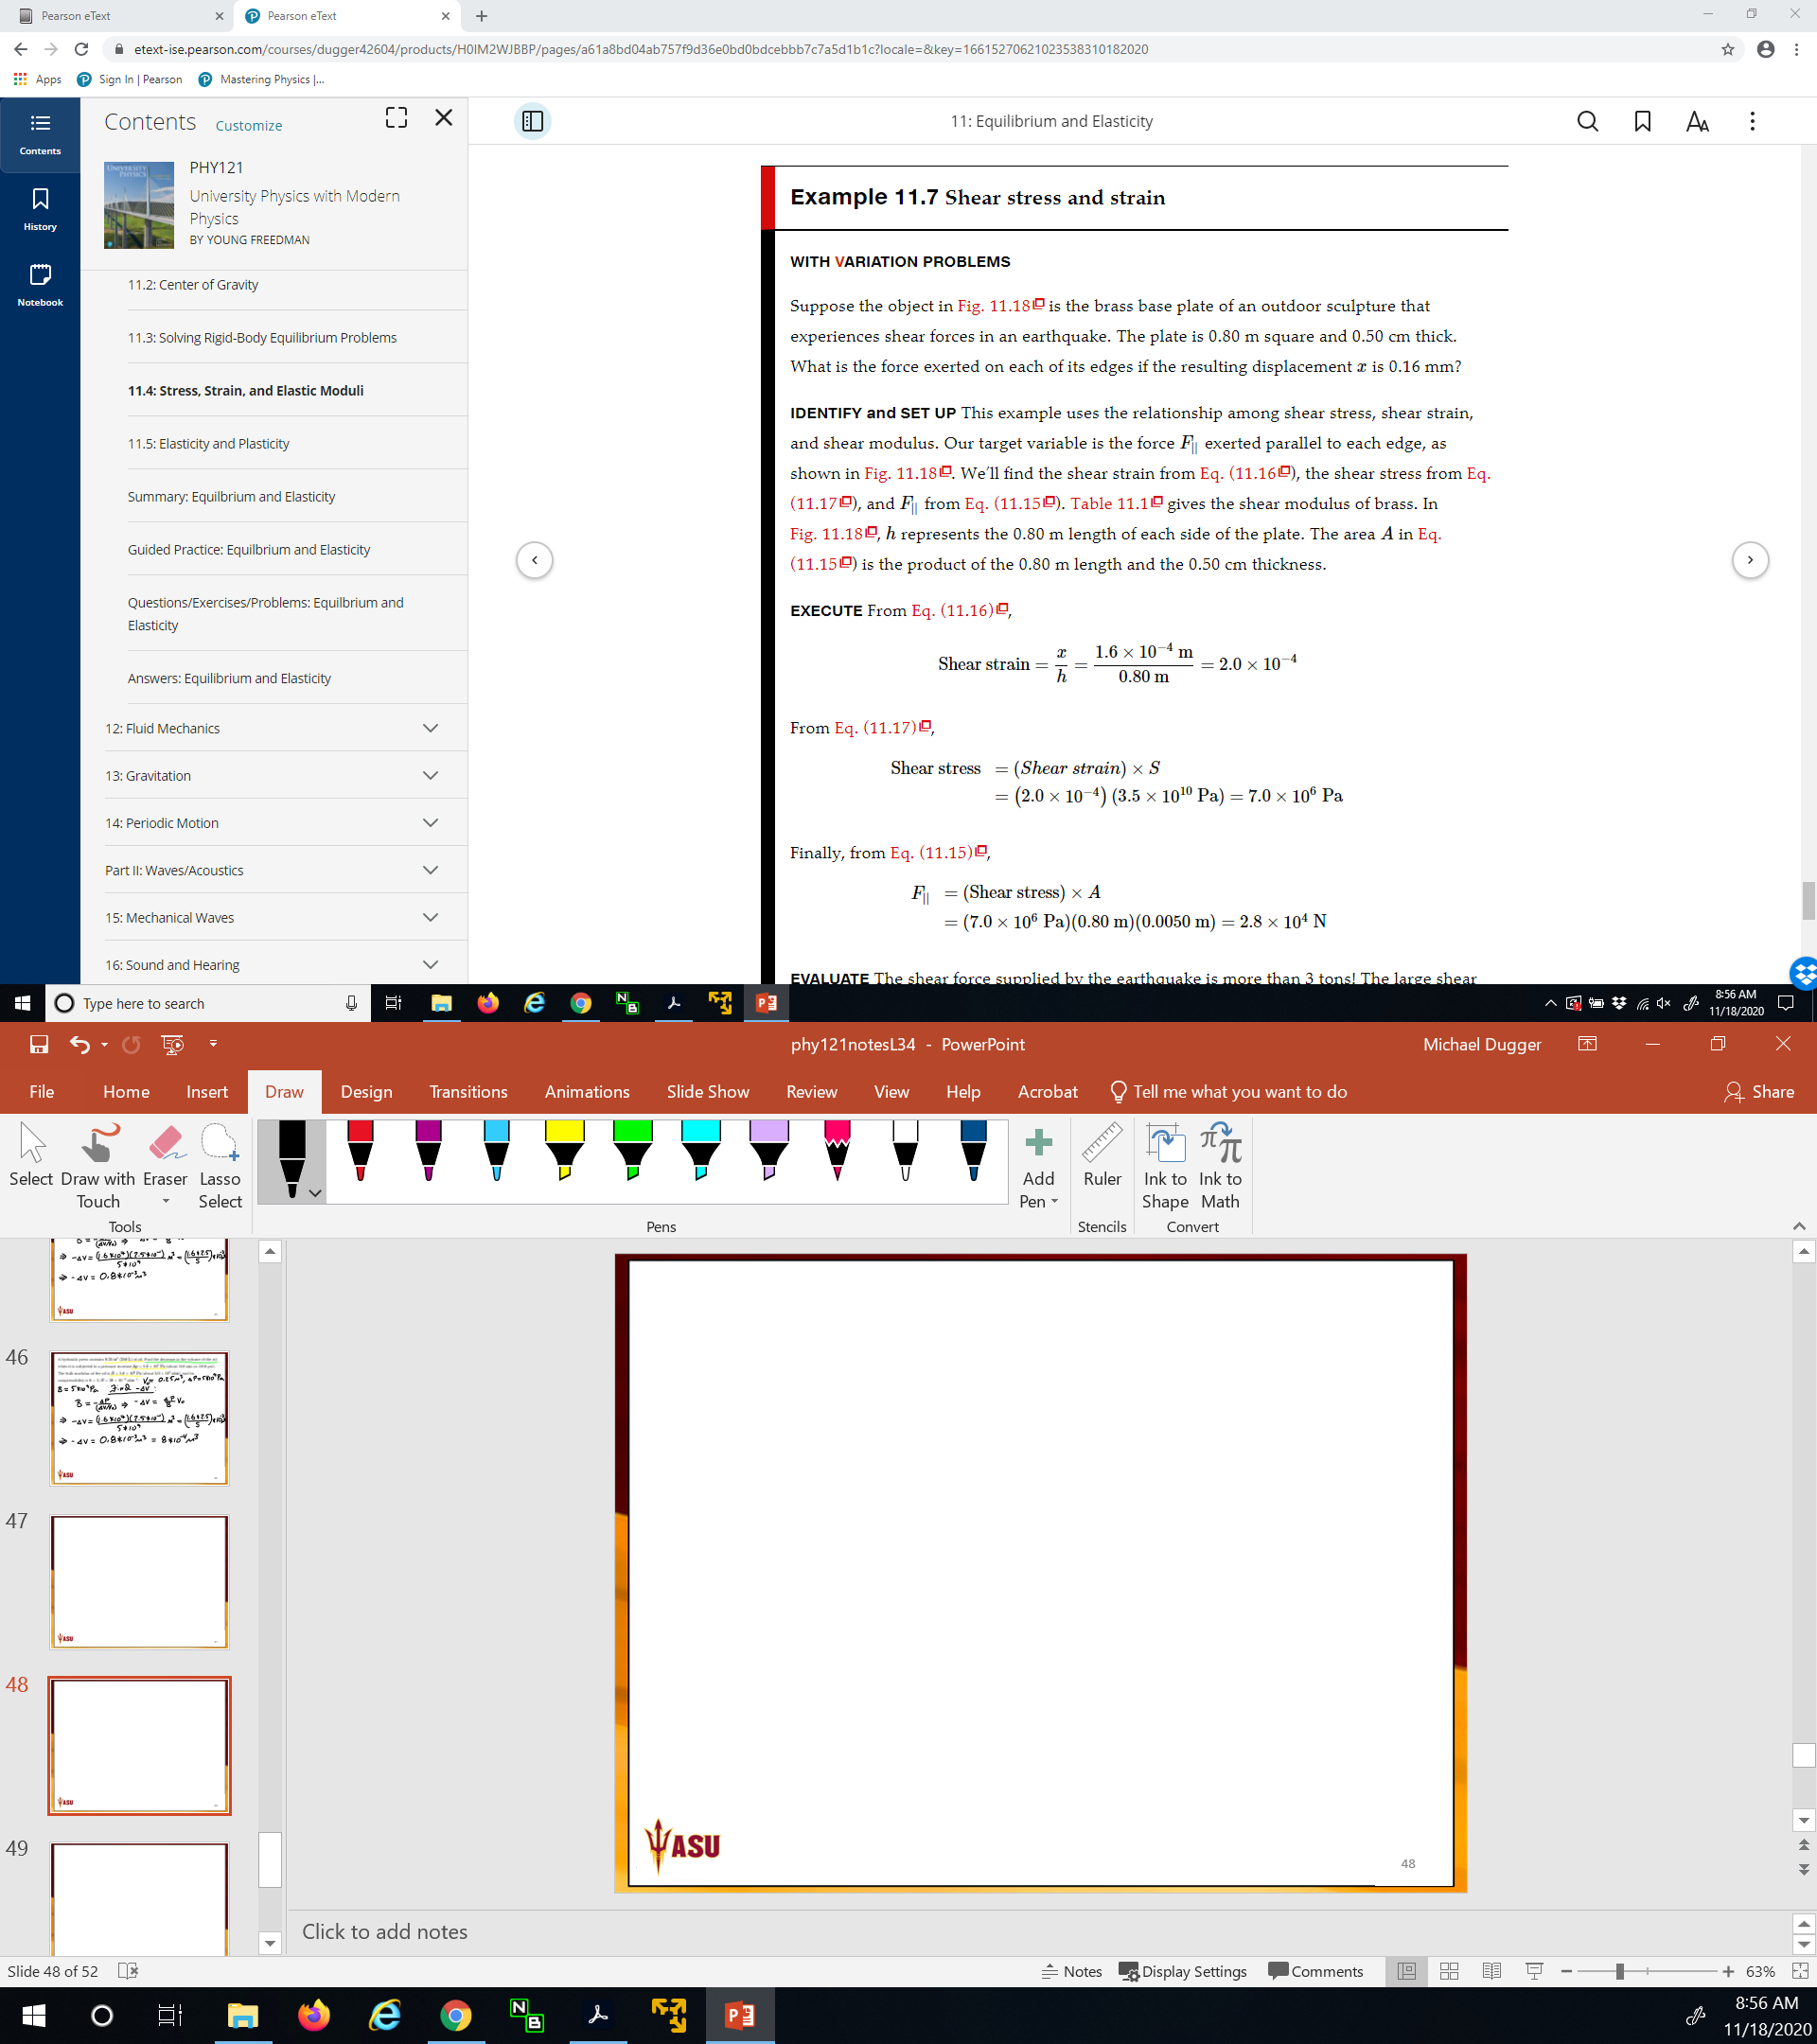 Pearson eText
Pearson eText
etext-ise.pearson.com/courses/dugger42604/products/H0IM2WJBBP/pages/a61a8bd04ab757f9d36e0bd0bdcebbb7c7a5d1b1c?locale=&key=16615270621023538310182020
Apps Sign In | Pearson Mastering Physics |...
Contents
History
Notebook
Contents Customize
PHY121
University Physics with Modern
Physics
BY YOUNG FREEDMAN
11.2: Center of Gravity
11.3: Solving Rigid-Body Equilibrium Problems
11.4: Stress, Strain, and Elastic Moduli
11.5: Elasticity and Plasticity
Summary: Equilbrium and Elasticity
Guided Practice: Equilbrium and Elasticity
Questions/Exercises/Problems: Equilbrium and
Elasticity
Answers: Equilibrium and Elasticity
12: Fluid Mechanics
13: Gravitation
14: Periodic Motion
Part II: Waves/Acoustics
15: Mechanical Waves
16: Sound and Hearing
11: Equilibrium and Elasticity
Example 11.7 Shear stress and strain
WITH VARIATION PROBLEMS
Suppose the object in Fig. 11.18 is the brass base plate of an outdoor sculpture that
experiences shear forces in an earthquake. The plate is 0.80 m square and 0.50 cm thick.
What is the force exerted on each of its edges if the resulting displacement x is 0.16 mm?
IDENTIFY and SET UP This example uses the relationship among shear stress, shear strain,
and shear modulus. Our target variable is the force F|| exerted parallel to each edge, as
shown in Fig. 11.18. We'll find the shear strain from Eq. (11.16), the shear stress from Eq.
(11.17), and F|| from Eq. (11.15). Table 11.1 gives the shear modulus of brass. In
Fig. 11.18, h represents the 0.80 m length of each side of the plate. The area A in Eq.
(11.15) is the product of the 0.80 m length and the 0.50 cm thickness.
EXECUTE From Eq. (11.16),
Shear strain = x/h = 1.6 × 10⁻⁴ m / 0.80 m = 2.0 × 10⁻⁴
From Eq. (11.17),
Shear stress = (Shear strain) × S
= (2.0 × 10⁻⁴) (3.5 × 10¹⁰ Pa) = 7.0 × 10⁶ Pa
Finally, from Eq. (11.15),
F|| = (Shear stress) × A
= (7.0 × 10⁶ Pa)(0.80 m)(0.0050 m) = 2.8 × 10⁴ N
EVALUATE The shear force supplied by the earthquake is more than 3 tons! The large shear
Type here to search
8:56 AM
11/18/2020
phy121notesL34 - PowerPoint
Michael Dugger
File Home Insert Draw Design Transitions Animations Slide Show Review View Help Acrobat Tell me what you want to do Share
Select Draw with Touch Eraser Lasso Select
Add Pen Ruler Ink to Shape Ink to Math
Tools Pens Stencils Convert
46
47
48
49
ASU
48
Click to add notes
Slide 48 of 52
Notes Display Settings Comments 63%
8:56 AM
11/18/2020